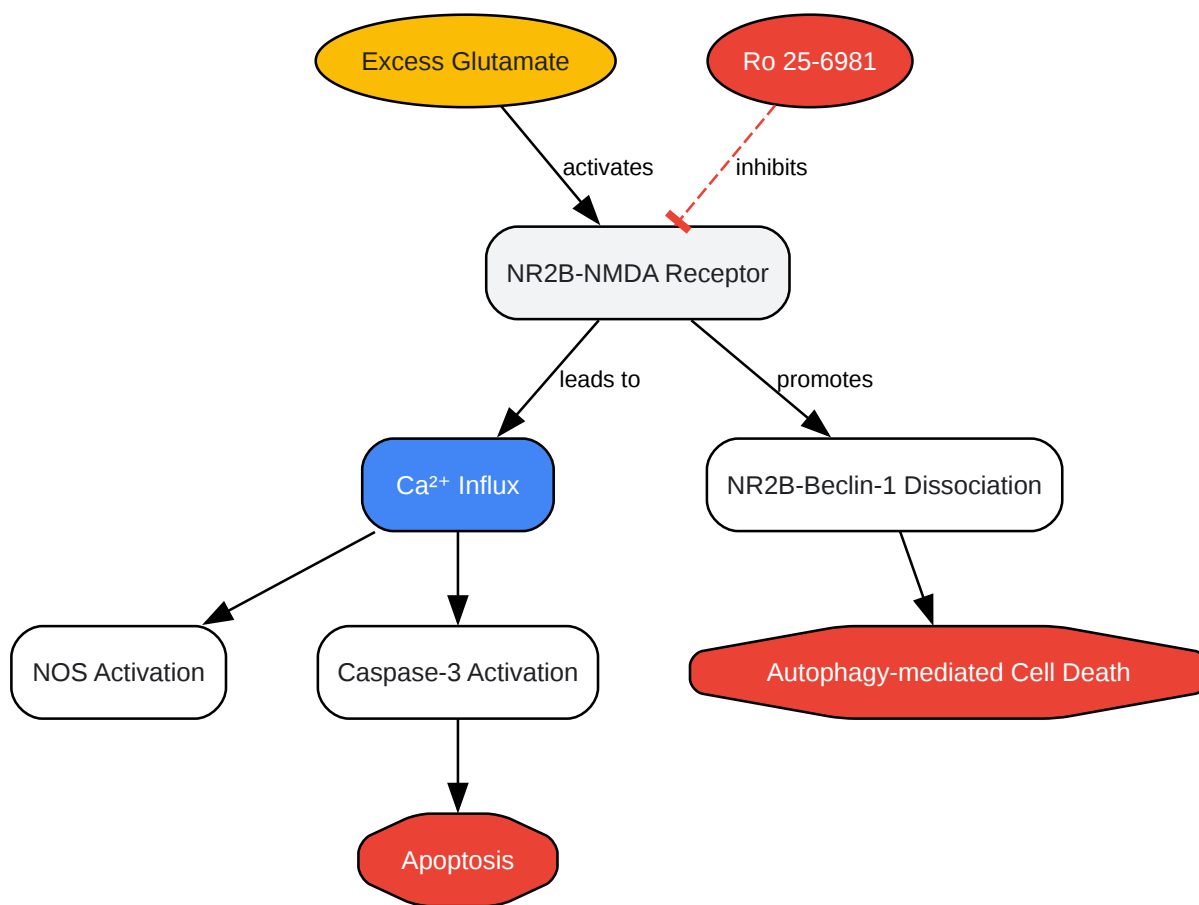 Excess Glutamate
Ro 25-6981
activates
inhibits
NR2B-NMDA Receptor
leads to
promotes
Ca²⁺ Influx
NR2B-Beclin-1 Dissociation
NOS Activation
Caspase-3 Activation
Autophagy-mediated Cell Death
Apoptosis